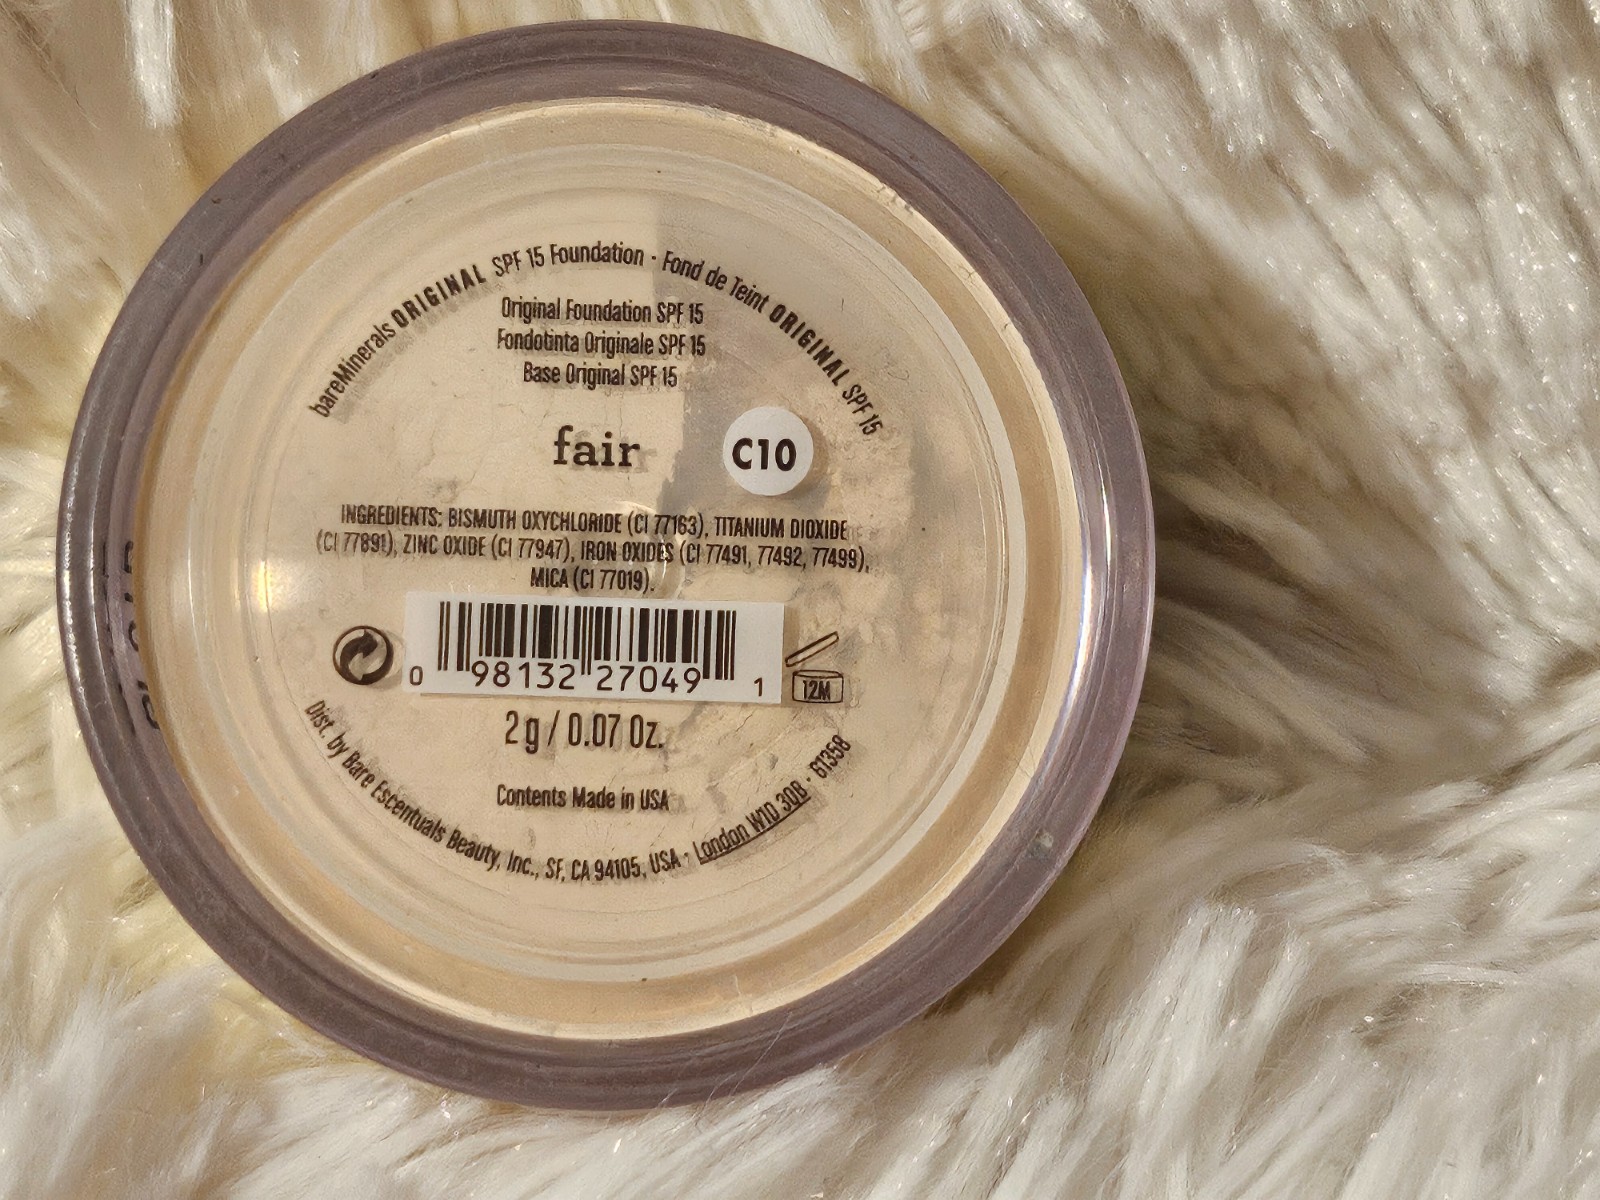 bareMinerals ORIGINAL SPF 15 Foundation · Fond de Teint ORIGINAL SPF 15
Original Foundation SPF 15
Fondotinta Originale SPF 15
Base Original SPF 15
fair
C10
INGREDIENTS: BISMUTH OXYCHLORIDE (CI 77163), TITANIUM DIOXIDE
(CI 77891), ZINC OXIDE (CI 77947), IRON OXIDES (CI 77491, 77492, 77499),
MICA (CI 77019).
0 98132 27049 1
12M
2 g / 0.07 Oz.
Contents Made in USA
Dist. by Bare Escentuals Beauty, Inc., SF, CA 94105, USA · London W10 3QB · 61358